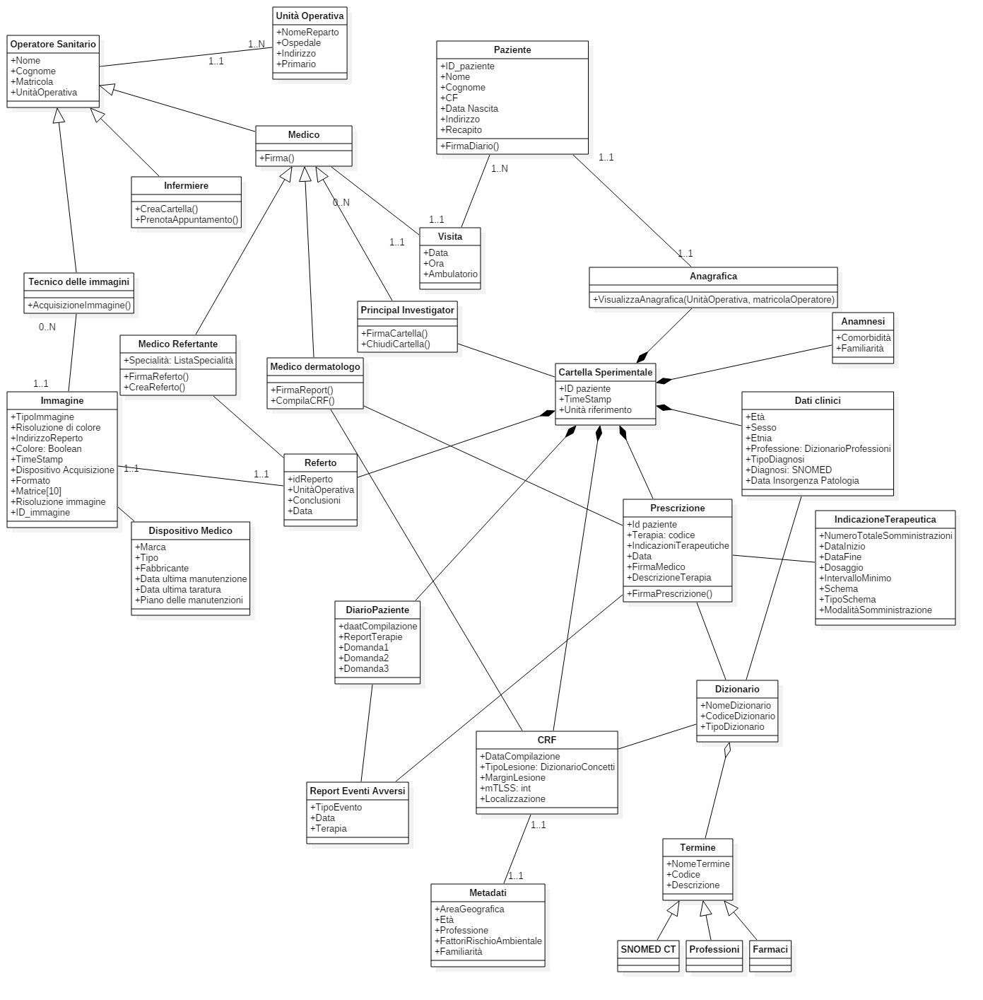 Unità Operativa
+NomeReparto
+Ospedale
+Indirizzo
+Primario
Operatore Sanitario
+Nome
+Cognome
+Matricola
+UnitàOperativa
1..N
1..1
Paziente
+ID_paziente
+Nome
+Cognome
+CF
+Data Nascita
+Indirizzo
+Recapito
+FirmaDiario()
Medico
+Firma()
1..N
1..1
Infermiere
+CreaCartella()
+PrenotaAppuntamento()
0..N
1..1
1..1
Visita
+Data
+Ora
+Ambulatorio
1..1
Anagrafica
+VisualizzaAnagrafica(UnitàOperativa, matricolaOperatore)
Tecnico delle immagini
+AcquisizioneImmagine()
0..N
1..1
Principal Investigator
+FirmaCartella()
+ChiudiCartella()
Anamnesi
+Comorbidità
+Familiarità
Medico Refertante
+Specialità: ListaSpecialità
+FirmaReferto()
+CreaReferto()
Medico dermatologo
+FirmaReport()
+CompilaCRF()
Cartella Sperimentale
+ID paziente
+TimeStamp
+Unità riferimento
Immagine
+TipoImmagine
+Risoluzione di colore
+IndirizzoReperto
+Colore: Boolean
+TimeStamp
+Dispositivo Acquisizione
+Formato
+Matrice[10]
+Risoluzione immagine
+ID_immagine
1..1
1..1
Dati clinici
+Età
+Sesso
+Etnia
+Professione: DizionarioProfessioni
+TipoDiagnosi
+Diagnosi: SNOMED
+Data Insorgenza Patologia
Referto
+idReperto
+UnitàOperativa
+Conclusioni
+Data
Prescrizione
+Id paziente
+Terapia: codice
+IndicazioniTerapeutiche
+Data
+FirmaMedico
+DescrizioneTerapia
+FirmaPrescrizione()
IndicazioneTerapeutica
+NumeroTotaleSomministrazioni
+DataInizio
+DataFine
+Dosaggio
+IntervalloMinimo
+Schema
+TipoSchema
+ModalitàSomministrazione
Dispositivo Medico
+Marca
+Tipo
+Fabbricante
+Data ultima manutenzione
+Data ultima taratura
+Piano delle manutenzioni
DiarioPaziente
+daatCompilazione
+ReportTerapie
+Domanda1
+Domanda2
+Domanda3
Dizionario
+NomeDizionario
+CodiceDizionario
+TipoDizionario
CRF
+DataCompilazione
+TipoLesione: DizionarioConcetti
+MarginLesione
+mTLSS: int
+Localizzazione
Report Eventi Avversi
+TipoEvento
+Data
+Terapia
1..1
1..1
Termine
+NomeTermine
+Codice
+Descrizione
Metadati
+AreaGeografica
+Età
+Professione
+FattoriRischioAmbientale
+Familiarità
SNOMED CT
Professioni
Farmaci